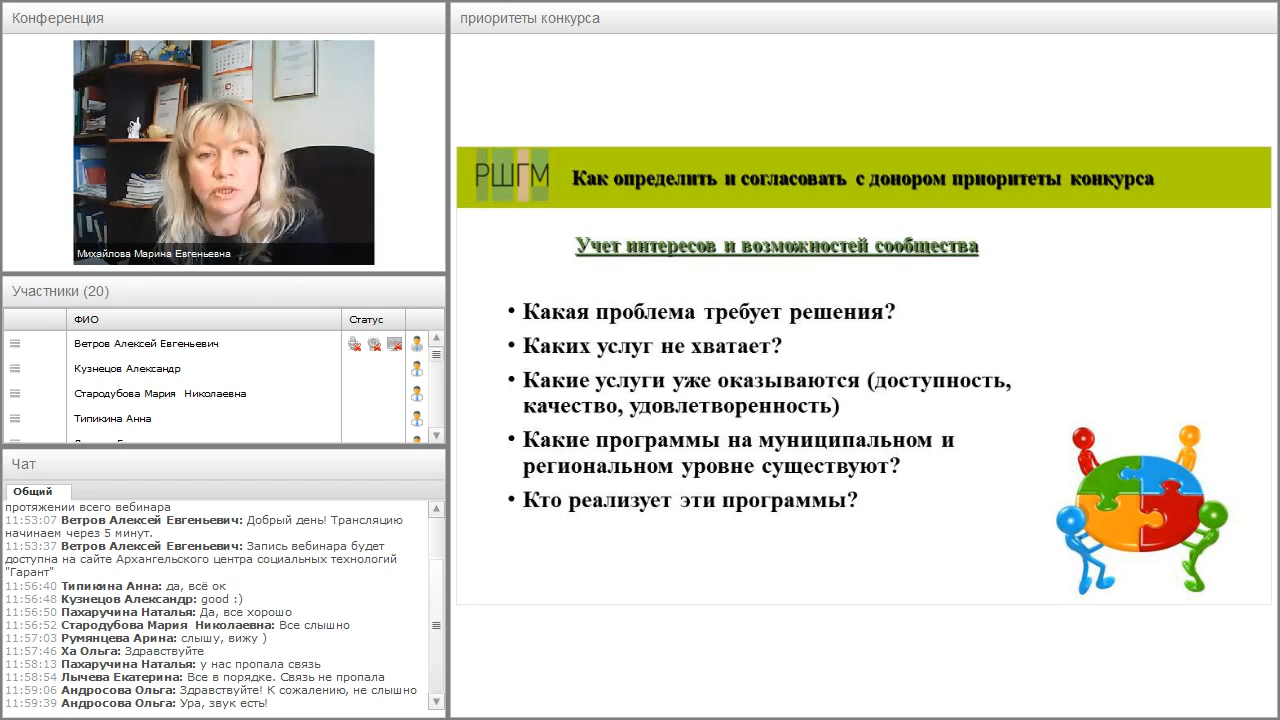 Конференция
Михайлова Марина Евгеньевна
Участники (20)
ФИО Статус
Ветров Алексей Евгеньевич
Кузнецов Александр
Стародубова Мария Николаевна
Типикина Анна
Чат
Общий
протяжении всего вебинара
11:53:07 Ветров Алексей Евгеньевич: Добрый день! Трансляцию
начинаем через 5 минут.
11:53:37 Ветров Алексей Евгеньевич: Запись вебинара будет
доступна на сайте Архангельского центра социальных технологий
"Гарант"
11:56:40 Типикина Анна: да, всё ок
11:56:48 Кузнецов Александр: good :)
11:56:50 Пахаручина Наталья: Да, все хорошо
11:56:52 Стародубова Мария Николаевна: Все слышно
11:57:03 Румянцева Арина: слышу, вижу )
11:57:46 Ха Ольга: Здравствуйте
11:58:13 Пахаручина Наталья: у нас пропала связь
11:58:54 Лычева Екатерина: Все в порядке. Связь не пропала
11:59:06 Андросова Ольга: Здравствуйте! К сожалению, не слышно
11:59:39 Андросова Ольга: Ура, звук есть!
приоритеты конкурса
РШГМ
Как определить и согласовать с донором приоритеты конкурса
Учет интересов и возможностей сообщества
• Какая проблема требует решения?
• Каких услуг не хватает?
• Какие услуги уже оказываются (доступность,
качество, удовлетворенность)
• Какие программы на муниципальном и
региональном уровне существуют?
• Кто реализует эти программы?